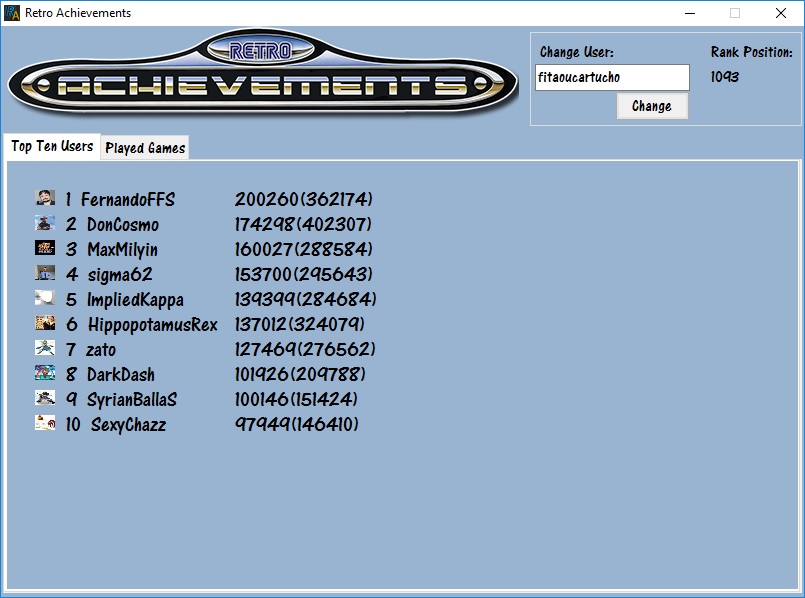 Retro Achievements
RETRO
ACHIEVEMENTS
Change User:
Rank Position:
fitaoucartucho
1093
Change
Top Ten Users
Played Games
1 FernandoFFS 200260(362174)
2 DonCosmo 174298(402307)
3 MaxMilyin 160027(288584)
4 sigma62 153700(295643)
5 ImpliedKappa 139399(284684)
6 HippopotamusRex 137012(324079)
7 zato 127469(276562)
8 DarkDash 101926(209788)
9 SyrianBallaS 100146(151424)
10 SexyChazz 97949(146410)